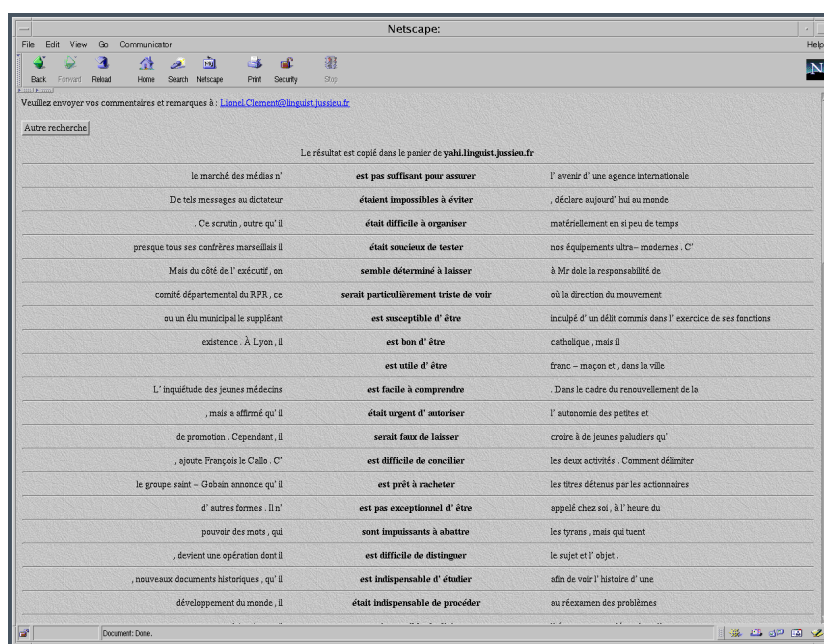 Netscape:
File Edit View Go Communicator Help
Back Forward Reload Home Search Netscape Print Security Stop
Veuillez envoyer vos commentaires et remarques à : Lionel.Clement@linguist.jussieu.fr
Autre recherche
Le résultat est copié dans le panier de yahi.linguist.jussieu.fr
le marché des médias n' est pas suffisant pour assurer l' avenir d' une agence internationale
De tels messages au dictateur étaient impossibles à éviter , déclare aujourd' hui au monde
. Ce scrutin , outre qu' il était difficile à organiser matériellement en si peu de temps
presque tous ses confrères marseillais il était soucieux de tester nos équipements ultra– modernes . C'
Mais du côté de l' exécutif , on semble déterminé à laisser à Mr dole la responsabilité de
comité départemental du RPR , ce serait particulièrement triste de voir où la direction du mouvement
ou un élu municipal le suppléant est susceptible d' être inculpé d' un délit commis dans l' exercice de ses fonctions
existence . À Lyon , il est bon d' être catholique , mais il
est utile d' être franc – maçon et , dans la ville
L' inquiétude des jeunes médecins est facile à comprendre . Dans le cadre du renouvellement de la
, mais a affirmé qu' il était urgent d' autoriser l' autonomie des petites et
de promotion . Cependant , il serait faux de laisser croire à de jeunes paludiers qu'
, ajoute François le Callo . C' est difficile de concilier les deux activités . Comment délimiter
le groupe saint – Gobain annonce qu' il est prêt à racheter les titres détenus par les actionnaires
d' autres formes . Il n' est pas exceptionnel d' être appelé chez soi , à l' heure du
pouvoir des mots , qui sont impuissants à abattre les tyrans , mais qui tuent
, devient une opération dont il est difficile de distinguer le sujet et l' objet .
, nouveaux documents historiques , qu' il est indispensable d' étudier afin de voir l' histoire d' une
développement du monde , il était indispensable de procéder au réexamen des problèmes
Document: Done.